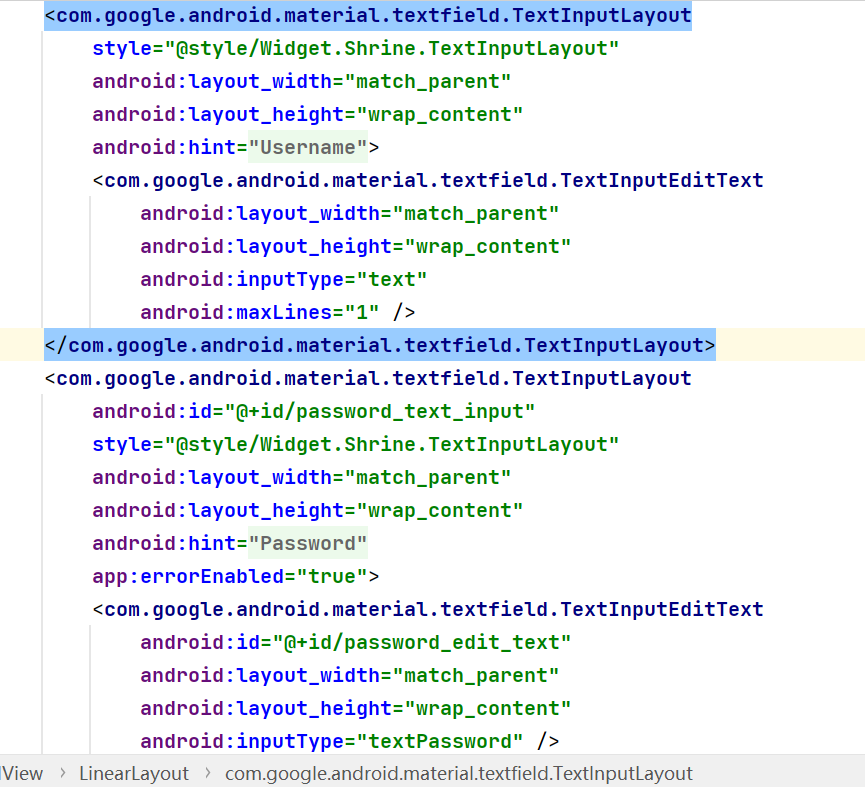 <com.google.android.material.textfield.TextInputLayout
style="@style/Widget.Shrine.TextInputLayout"
android:layout_width="match_parent"
android:layout_height="wrap_content"
android:hint="Username">
<com.google.android.material.textfield.TextInputEditText
android:layout_width="match_parent"
android:layout_height="wrap_content"
android:inputType="text"
android:maxLines="1" />
</com.google.android.material.textfield.TextInputLayout>
<com.google.android.material.textfield.TextInputLayout
android:id="@+id/password_text_input"
style="@style/Widget.Shrine.TextInputLayout"
android:layout_width="match_parent"
android:layout_height="wrap_content"
android:hint="Password"
app:errorEnabled="true">
<com.google.android.material.textfield.TextInputEditText
android:id="@+id/password_edit_text"
android:layout_width="match_parent"
android:layout_height="wrap_content"
android:inputType="textPassword" />
View › LinearLayout › com.google.android.material.textfield.TextInputLayout